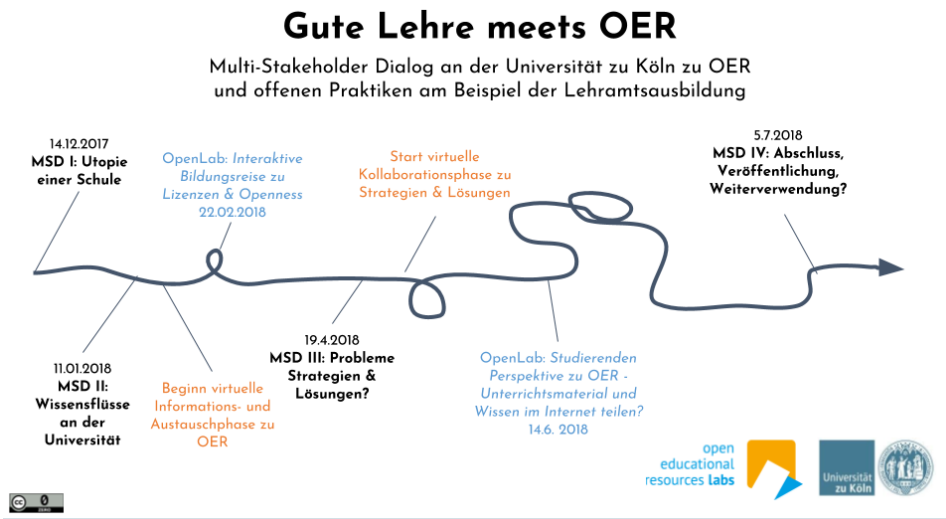 Gute Lehre meets OER
Multi-Stakeholder Dialog an der Universität zu Köln zu OER
und offenen Praktiken am Beispiel der Lehramtsausbildung
14.12.2017
MSD I: Utopie
einer Schule
OpenLab: Interaktive
Bildungsreise zu
Lizenzen & Openness
22.02.2018
Start virtuelle
Kollaborationsphase zu
Strategien & Lösungen
5.7.2018
MSD IV: Abschluss,
Veröffentlichung,
Weiterverwendung?
11.01.2018
MSD II:
Wissensflüsse
an der
Universität
Beginn virtuelle
Informations- und
Austauschphase zu
OER
19.4.2018
MSD III: Probleme
Strategien &
Lösungen?
OpenLab: Studierenden
Perspektive zu OER -
Unterrichtsmaterial und
Wissen im Internet teilen?
14.6. 2018
open
educational
resources labs
Universität
zu Köln
cc 0
ZERO